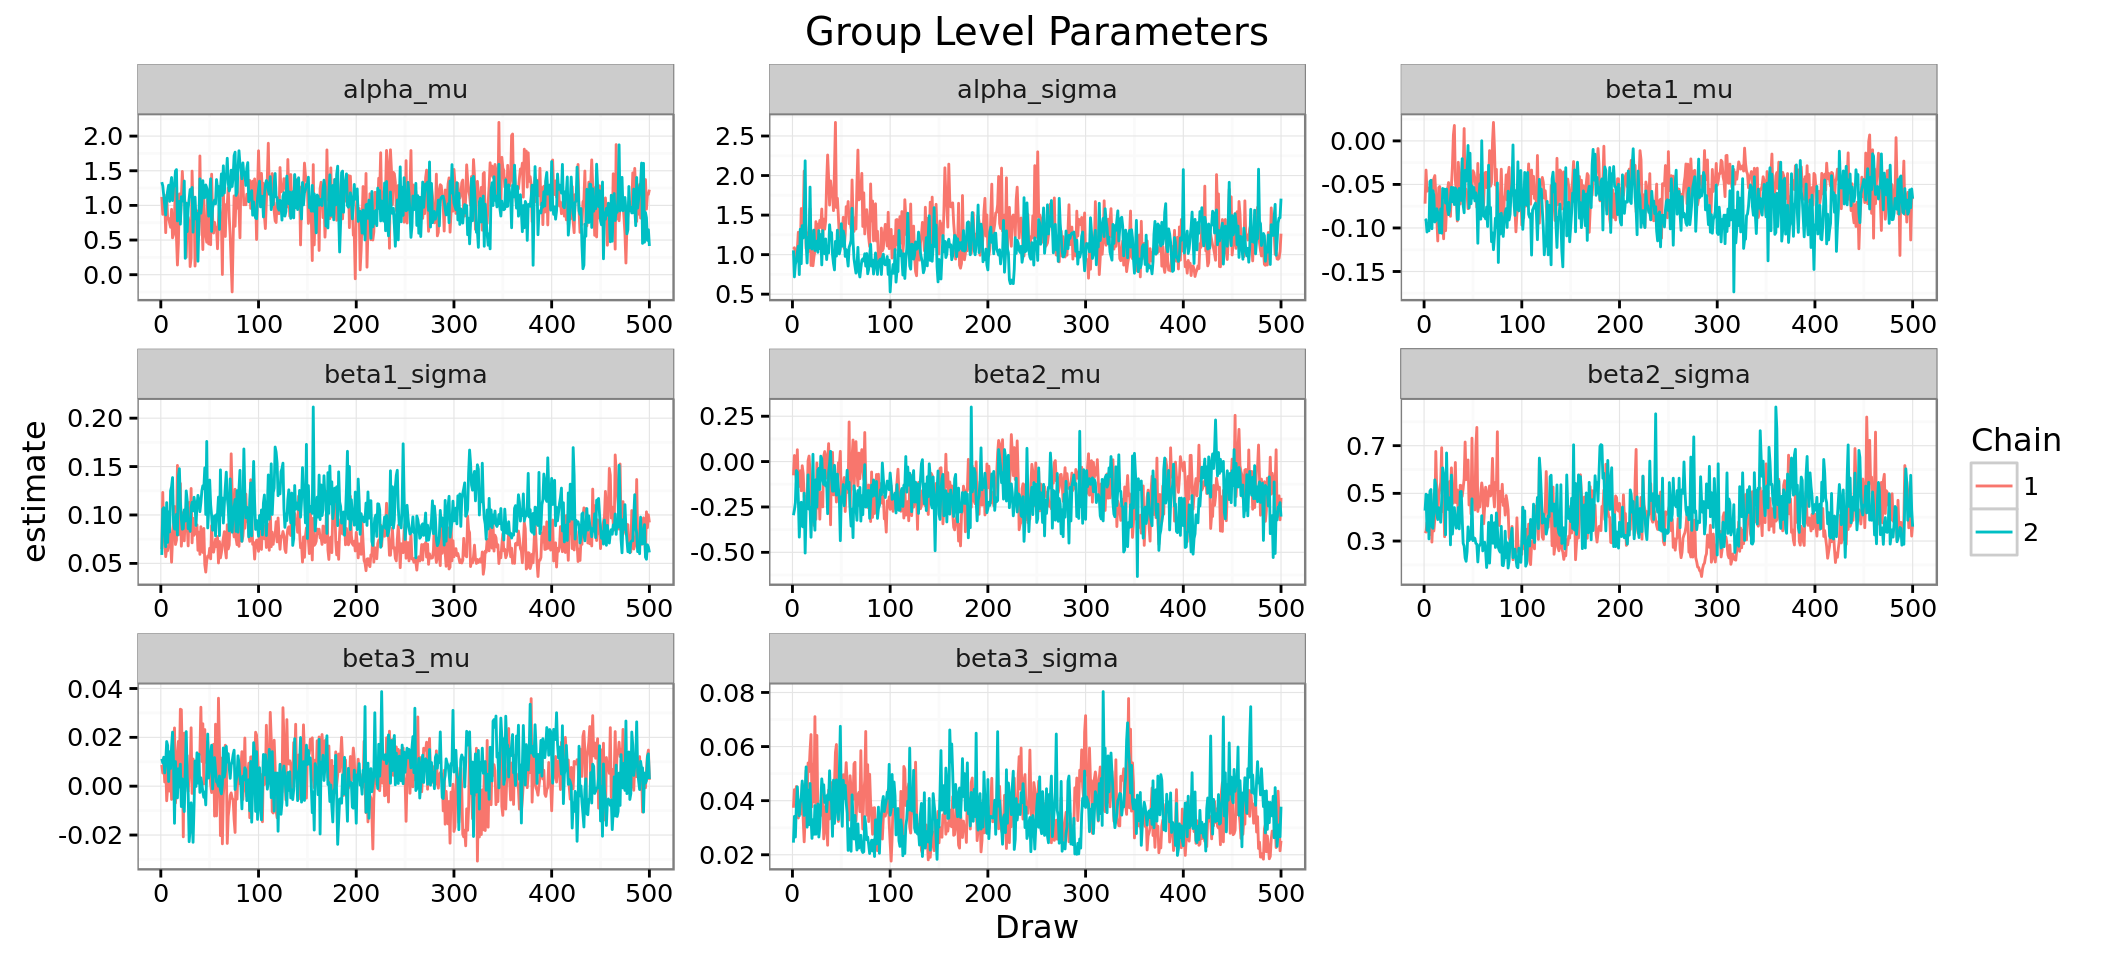 Group Level Parameters
alpha_mu alpha_sigma beta1_mu
2.0
1.5
1.0
0.5
0.0
2.5
2.0
1.5
1.0
0.5
0.00
-0.05
-0.10
-0.15
0 100 200 300 400 500
0 100 200 300 400 500
0 100 200 300 400 500
beta1_sigma beta2_mu beta2_sigma
0.20
0.15
0.10
0.05
0.25
0.00
-0.25
-0.50
0.7
0.5
0.3
0 100 200 300 400 500
0 100 200 300 400 500
0 100 200 300 400 500
beta3_mu beta3_sigma
0.04
0.02
0.00
-0.02
0.08
0.06
0.04
0.02
0 100 200 300 400 500
0 100 200 300 400 500
estimate
Draw
Chain
1
2